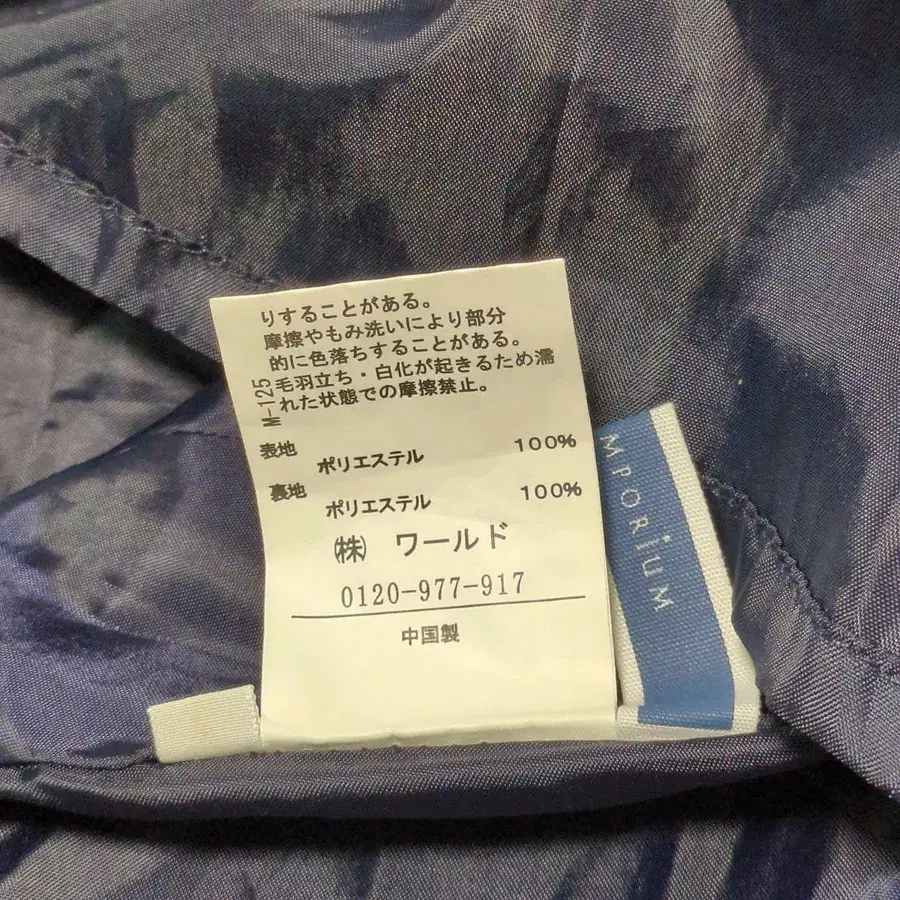 りすることがある。
摩擦やもみ洗いにより部分
的に色落ちすることがある。
毛羽立ち・白化が起きるため濡
れた状態での摩擦禁止。
M-125
表地
ポリエステル 100%
裏地
ポリエステル 100%
㈱ ワールド
0120-977-917
中国製
MPORiUM